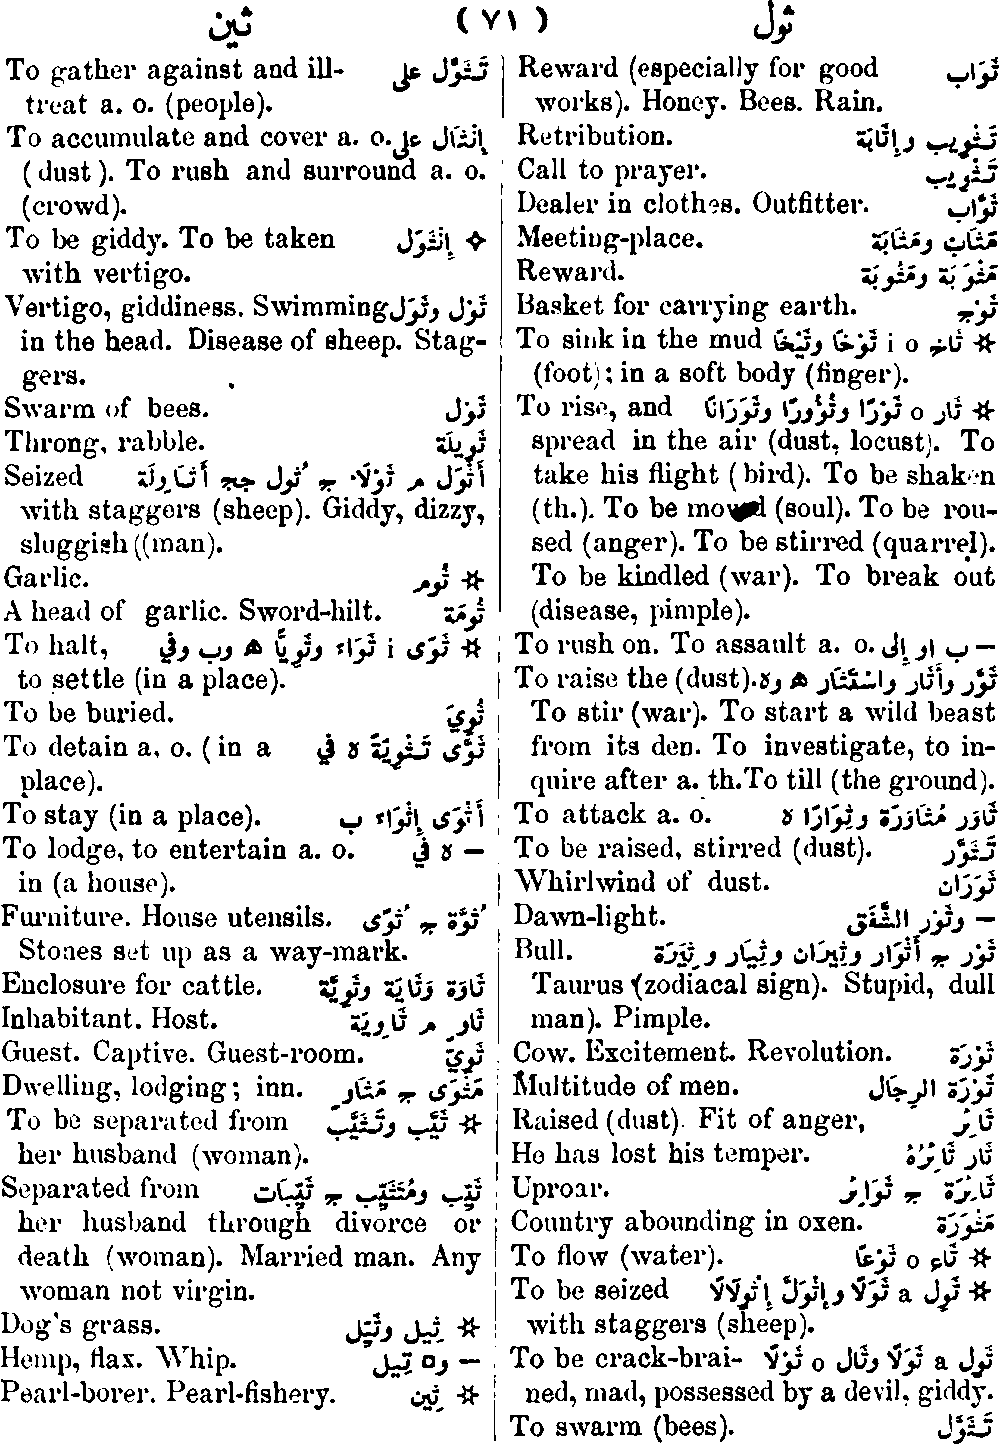 ثين ( ٧١ ) ثول
Reward (especially for good ثَوَاب
works). Honey. Bees. Rain.
Retribution. تَثْوِيب وإِثَابَة
Call to prayer. تَثْوِيب
Dealer in clothes. Outfitter. ثَوَّاب
Meeting-place. مَثَاب ومَثَابَة
Reward. مَثْوَبَة ومَثُوبَة
Basket for carrying earth. ثَوْج
To sink in the mud ✲ ثَاخ i o ثَوْخًا وثَيْخًا
(foot); in a soft body (finger).
To rise, and ✲ ثَار o ثَوْرًا وثُؤُورًا وثَوَرَانًا
spread in the air (dust, locust). To
take his flight (bird). To be shaken
(th.). To be moved (soul). To be rou-
sed (anger). To be stirred (quarrel).
To be kindled (war). To break out
(disease, pimple).
To rush on. To assault a. o. — ب او إِلى
To raise the (dust). ثَوَّر وأَثَار واسْتَثَار ه وه
To stir (war). To start a wild beast
from its den. To investigate, to in-
quire after a. th. To till (the ground).
To attack a. o. ثَاوَر مُثَاوَرَة وثِوَارًا ه
To be raised, stirred (dust). تَثَوَّر
Whirlwind of dust. ثَوَرَان
Dawn-light. — وثَوْر الشَّفَق
Bull. ثَوْر ج أَثْوَار وثِيرَان وثِيَار وثِيَرَة
Taurus (zodiacal sign). Stupid, dull
man). Pimple.
Cow. Excitement. Revolution. ثَوْرَة
Multitude of men. ثَوْرَة الرِجَال
Raised (dust). Fit of anger, ثَائِر
He has lost his temper. ثَار ثَائِرُهُ
Uproar. ثَائِرَة ج ثَوَائِر
Country abounding in oxen. مَثْوَرَة
To flow (water). ✲ ثَاع o ثَوْعًا
To be seized ✲ ثَوِل a ثَوَلًا واِثْوَلَّ إِثْوِلَالًا
with staggers (sheep).
To be crack-brai- ثَوِل a ثَوَلًا وثَال o ثَوْلًا
ned, mad, possessed by a devil, giddy.
To swarm (bees). تَثَوَّل
To gather against and ill- تَثَوَّل على
treat a. o. (people).
To accumulate and cover a. o. إِنْثَال على
(dust). To rush and surround a. o.
(crowd).
To be giddy. To be taken ✧ إِنْثَوَل
with vertigo.
Vertigo, giddiness. Swimming ثَوْل وثَوَل
in the head. Disease of sheep. Stag-
gers.
Swarm of bees. ثَوْل
Throng, rabble. ثَوِيلَة
Seized أَثْوَل م ثَوْلَاء ج ثُول جج أَثَاوِلَة
with staggers (sheep). Giddy, dizzy,
sluggish ((man).
Garlic. ✲ ثُوم
A head of garlic. Sword-hilt. ثُومَة
To halt, ✲ ثَوَى i ثَوَاء وثُوِيًّا ه وب وفي
to settle (in a place).
To be buried. ثُوِيَ
To detain a. o. (in a ثَوَّى تَثْوِيَةً ه في
place).
To stay (in a place). أَثْوَى إِثْوَاء ب
To lodge, to entertain a. o. — ه في
in (a house).
Furniture. House utensils. ثُوَّة ج ثُوًى
Stones set up as a way-mark.
Enclosure for cattle. ثَاوَة وثَايَة وثَوِيَّة
Inhabitant. Host. ثَاوٍ م ثَاوِيَة
Guest. Captive. Guest-room. ثَوِيّ
Dwelling, lodging; inn. مَثْوَى ج مَثَاوٍ
To be separated from ✲ ثَيَّب وتَثَيَّب
her husband (woman).
Separated from ثَيِّب ومُتَثَيِّب ج ثَيِّبَات
her husband through divorce or
death (woman). Married man. Any
woman not virgin.
Dog's grass. ✲ ثِيل وثَيِّل
Hemp, flax. Whip. — وه تِيل
Pearl-borer. Pearl-fishery. ✲ ثِين